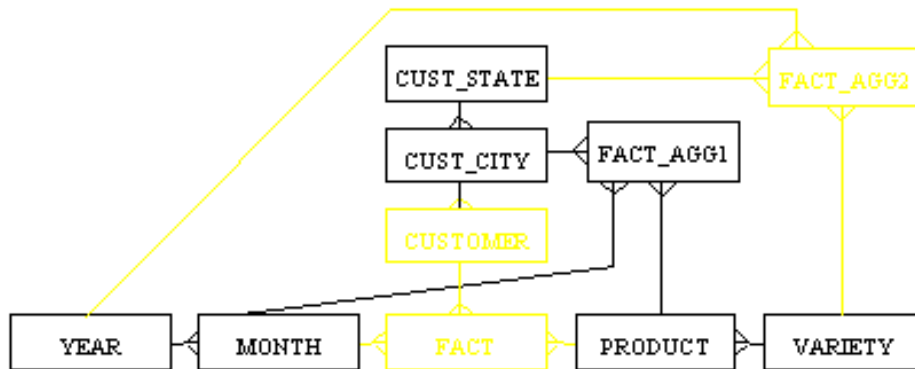 CUST_STATE
FACT_AGG2
CUST_CITY
FACT_AGG1
CUSTOMER
YEAR
MONTH
FACT
PRODUCT
VARIETY